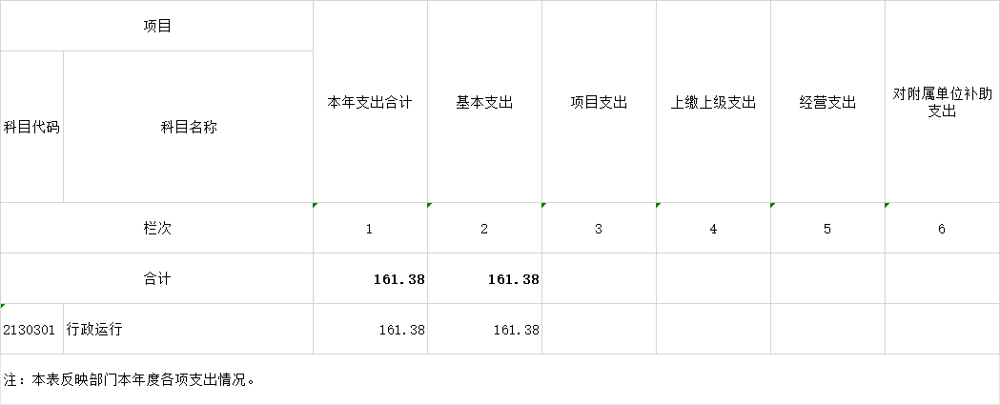 项目
本年支出合计
基本支出
项目支出
上缴上级支出
经营支出
对附属单位补助
支出
科目代码
科目名称
栏次 1 2 3 4 5 6
合计 161.38 161.38
2130301 行政运行 161.38 161.38
注：本表反映部门本年度各项支出情况。